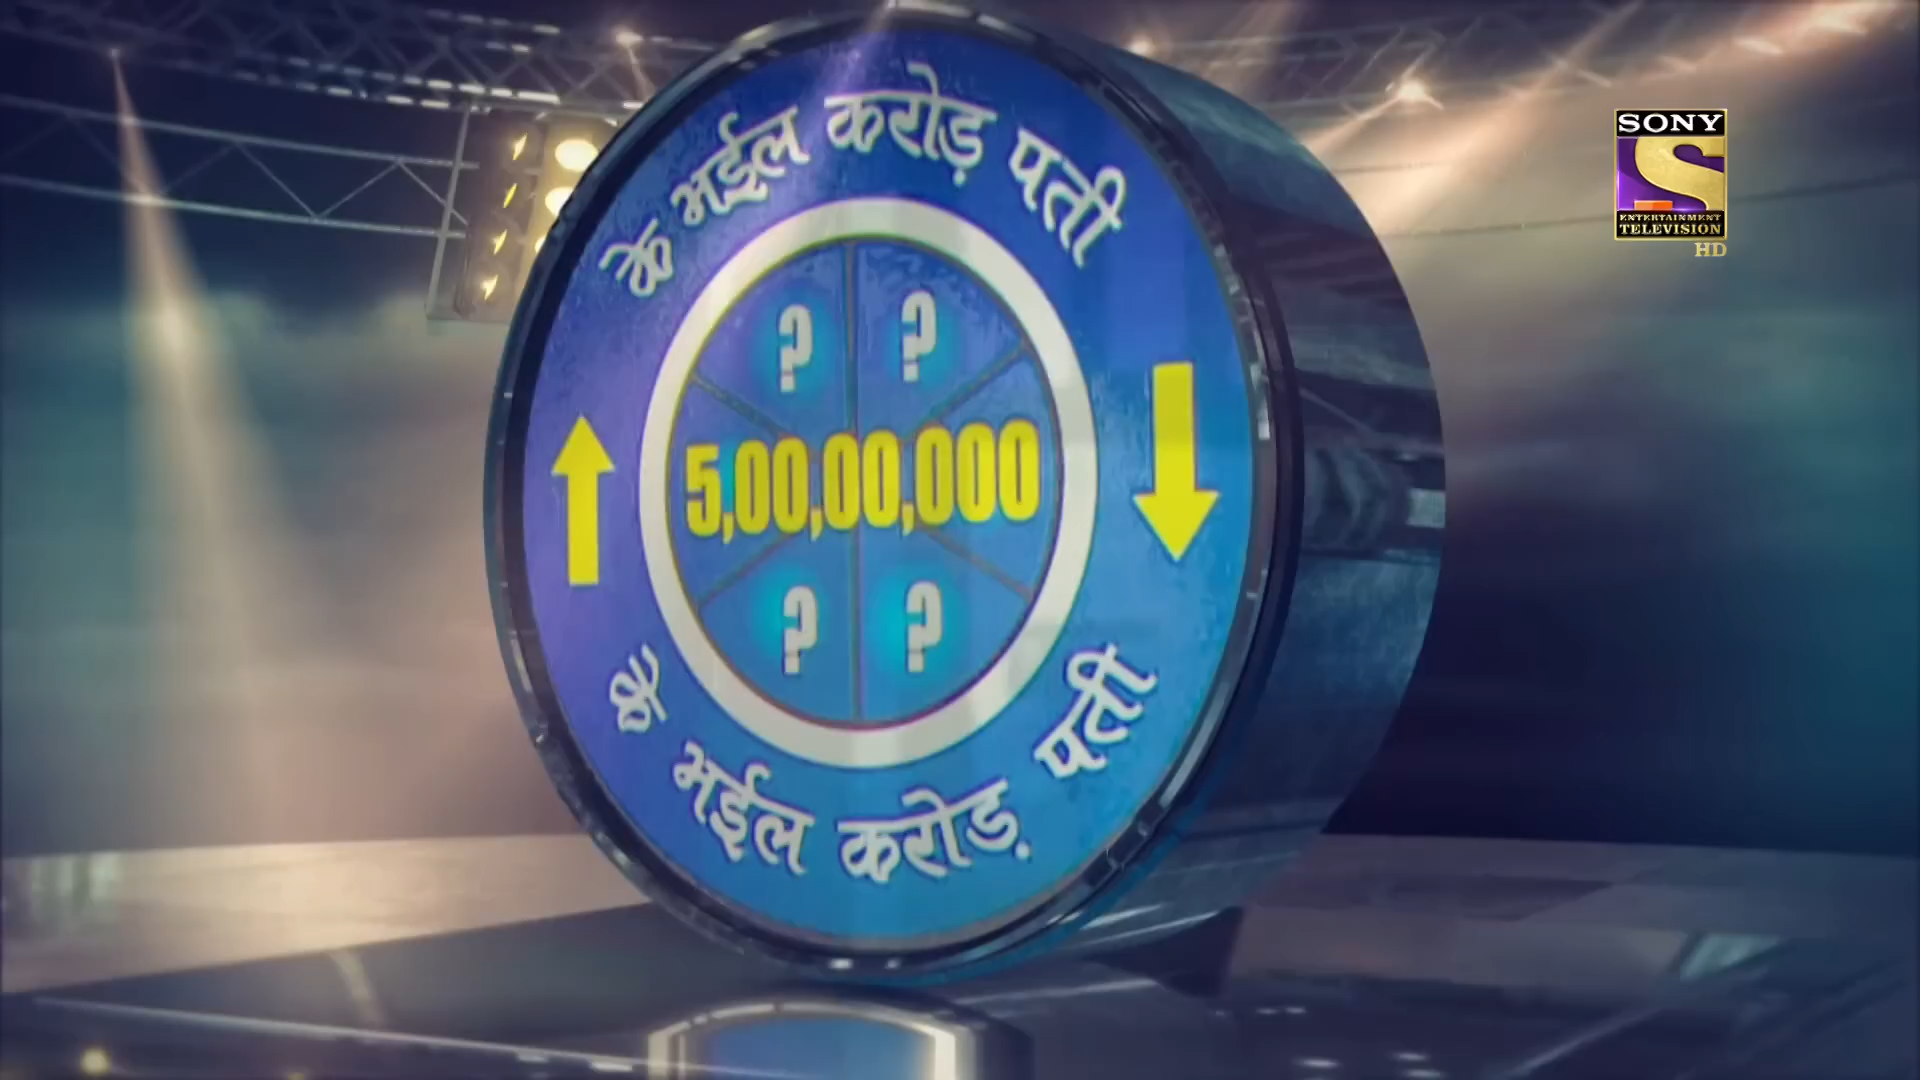 के भईल करोड़ पती
? ?
5,00,00,000
? ?
के भईल करोड़ पती
SONY
ENTERTAINMENT
TELEVISION
HD